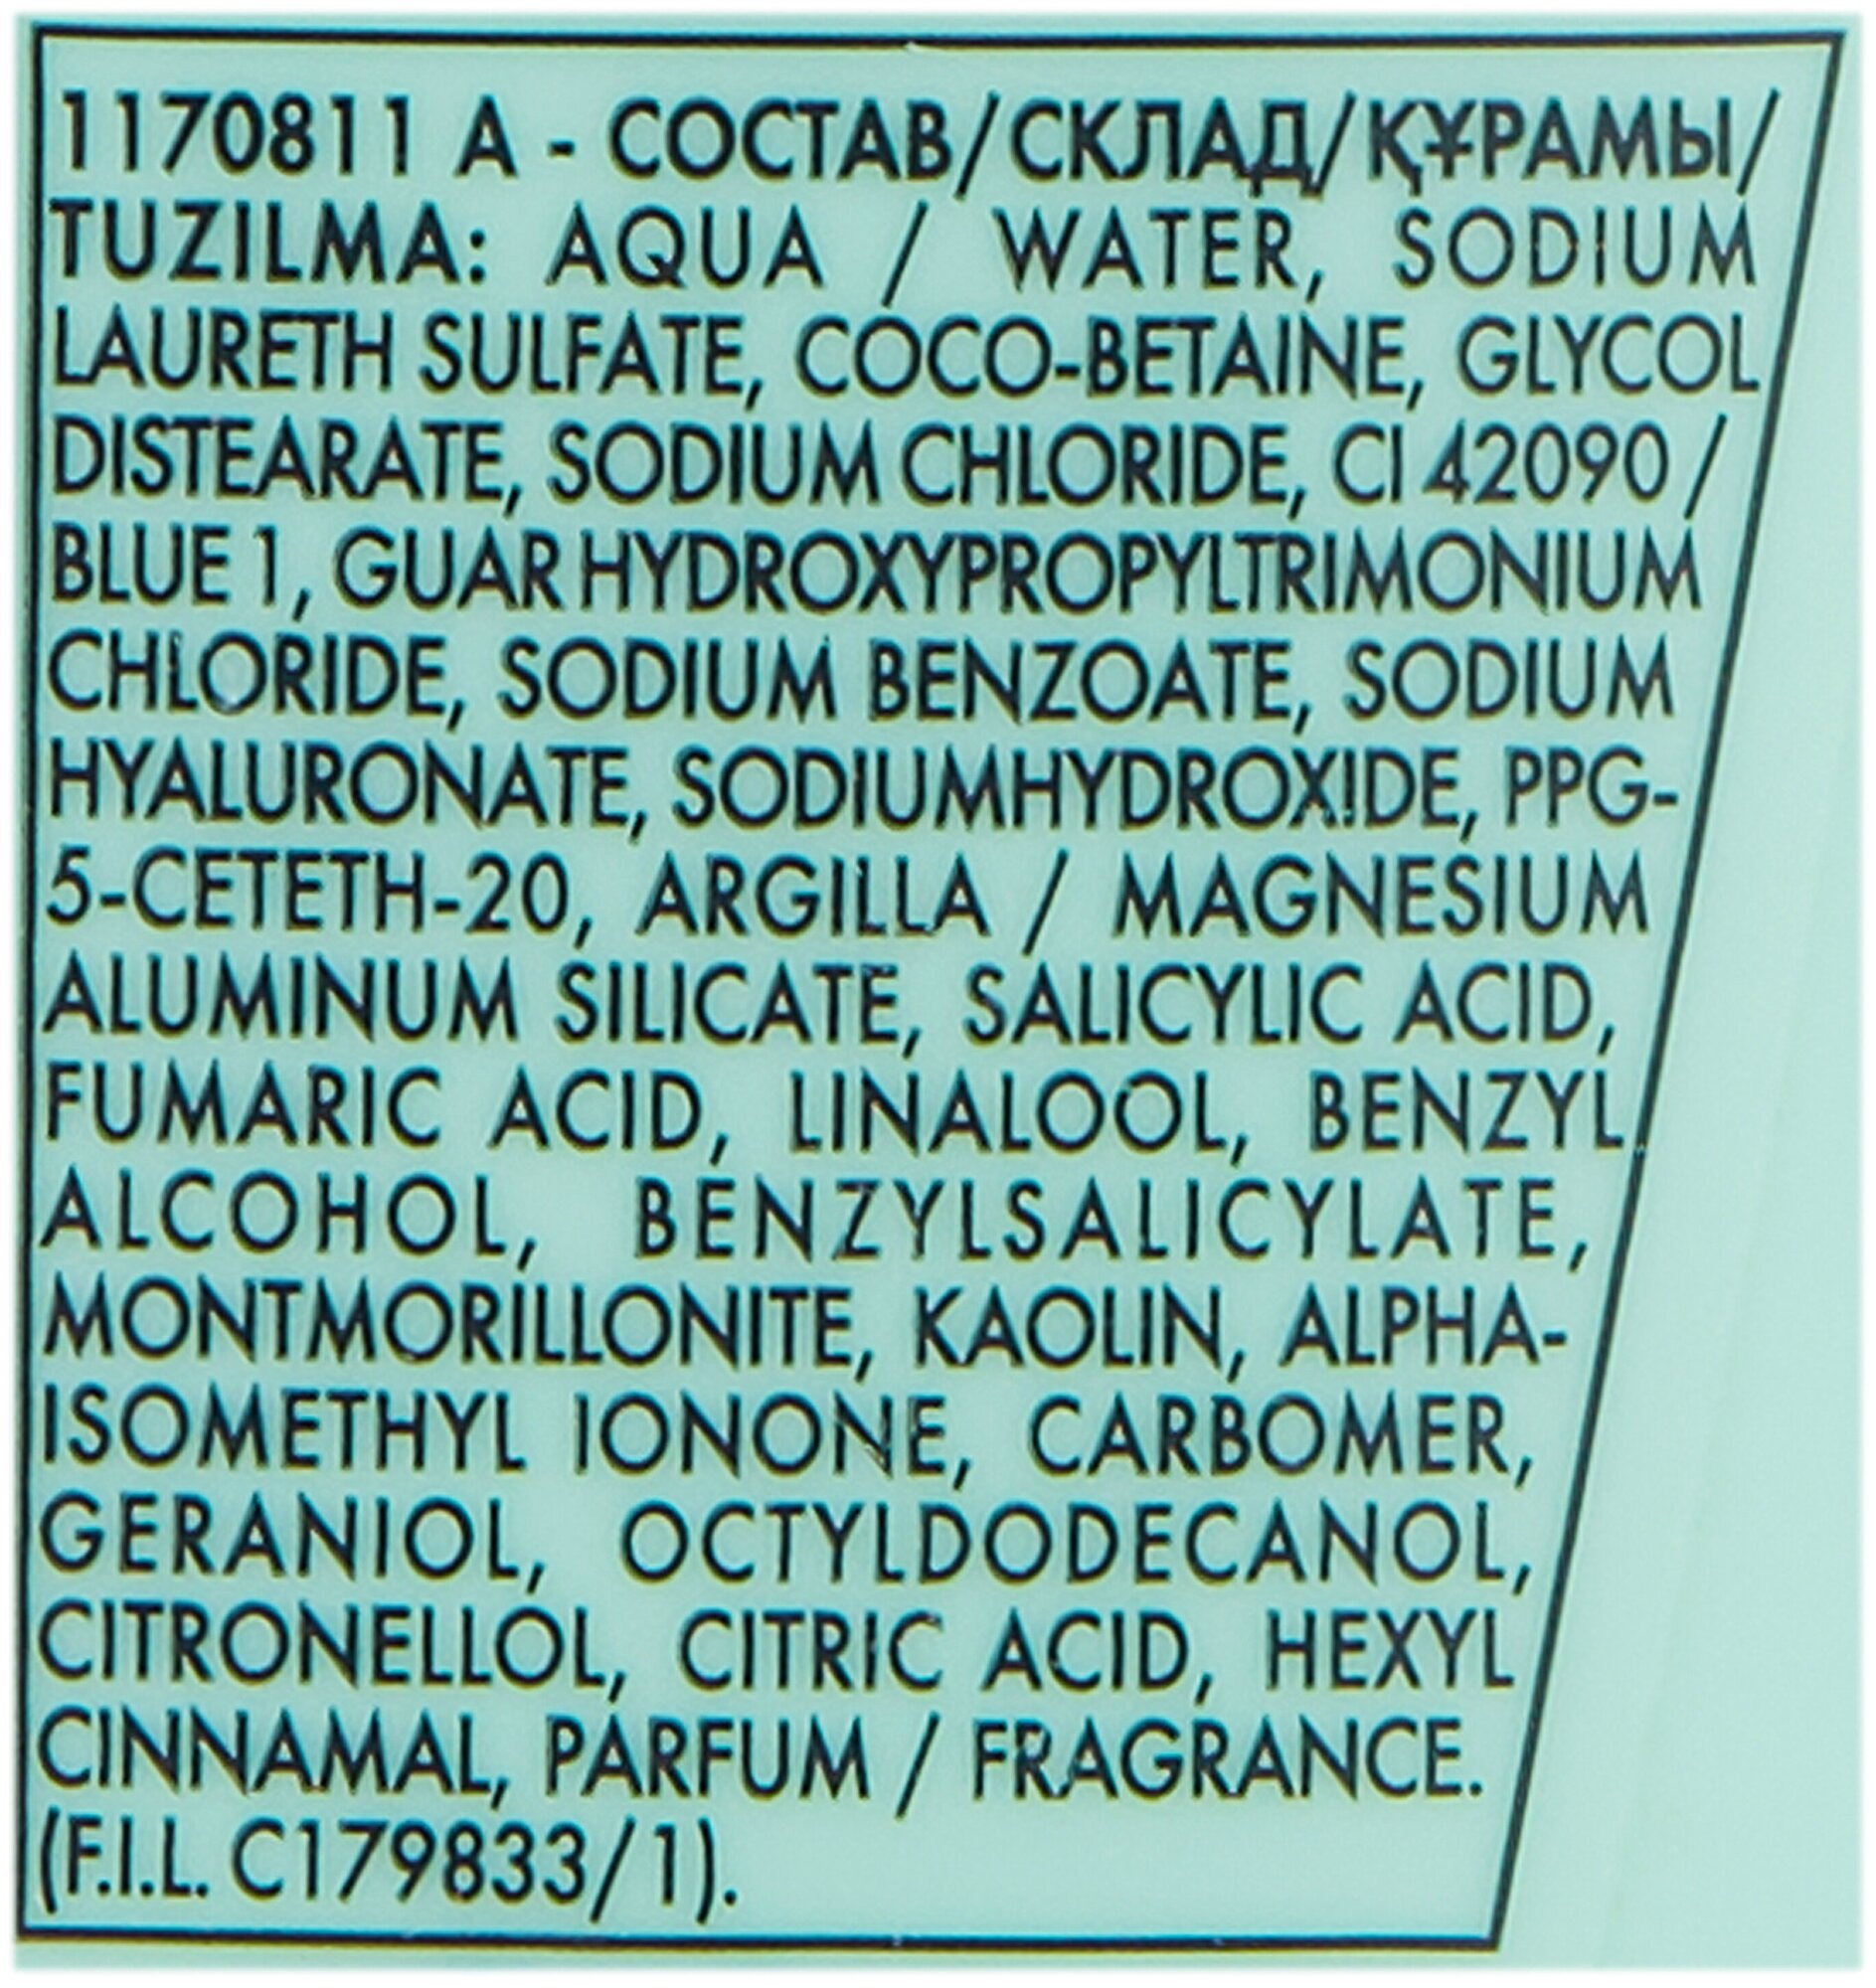 1170811 A - СОСТАВ/СКЛАД/ҚҰРАМЫ/
TUZILMA: AQUA / WATER, SODIUM
LAURETH SULFATE, COCO-BETAINE, GLYCOL
DISTEARATE, SODIUM CHLORIDE, CI 42090 /
BLUE 1, GUAR HYDROXYPROPYLTRIMONIUM
CHLORIDE, SODIUM BENZOATE, SODIUM
HYALURONATE, SODIUMHYDROXIDE, PPG-
5-CETETH-20, ARGILLA / MAGNESIUM
ALUMINUM SILICATE, SALICYLIC ACID,
FUMARIC ACID, LINALOOL, BENZYL
ALCOHOL, BENZYLSALICYLATE,
MONTMORILLONITE, KAOLIN, ALPHA-
ISOMETHYL IONONE, CARBOMER,
GERANIOL, OCTYLDODECANOL,
CITRONELLOL, CITRIC ACID, HEXYL
CINNAMAL, PARFUM / FRAGRANCE.
(F.I.L. C179833/1).